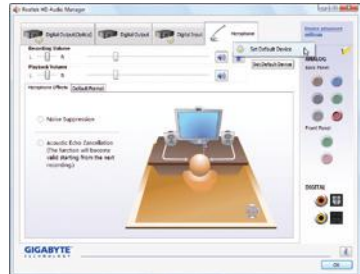 Realtek HD Audio Manager
Digital Output(Optical)
Digital Output
Digital Input
Microphone
Device advanced settings
Set Default Device
Recording Volume
L
R
Set Default Device
Playback Volume
L
R
ANALOG
Back Panel
Microphone Effects
Default Format
Noise Suppression
Acoustic Echo Cancellation
(The function will become
valid starting from the next
recording.)
Front Panel
DIGITAL
GIGABYTE
TECHNOLOGY
OK